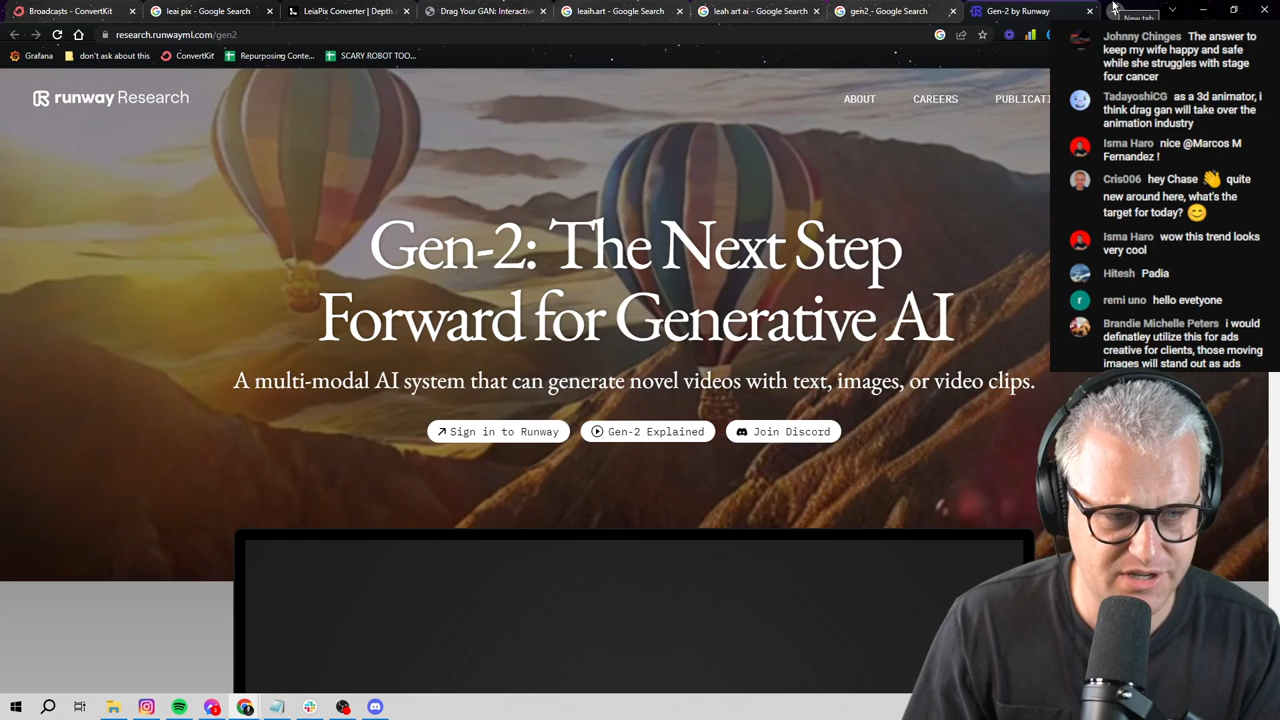 Broadcasts - ConvertKit
leai pix - Google Search
LeiaPix Converter | Depth
Drag Your GAN: Interactiv
leaih.art - Google Search
leah art ai - Google Search
gen2 - Google Search
Gen-2 by Runway
New tab
research.runwayml.com/gen2
Grafana
don't ask about this
ConvertKit
Repurposing Conte...
SCARY ROBOT TOO...
runway Research
ABOUT
CAREERS
PUBLICATI
Gen-2: The Next Step
Forward for Generative AI
A multi-modal AI system that can generate novel videos with text, images, or video clips.
Sign in to Runway
Gen-2 Explained
Join Discord
Johnny Chinges The answer to
keep my wife happy and safe
while she struggles with stage
four cancer
TadayoshiCG as a 3d animator, i
think drag gan will take over the
animation industry
Isma Haro nice @Marcos M
Fernandez !
Cris006 hey Chase 👋 quite
new around here, what's the
target for today? 😊
Isma Haro wow this trend looks
very cool
Hitesh Padia
r
remi uno hello evetyone
Brandie Michelle Peters i would
definatley utilize this for ads
creative for clients, those moving
images will stand out as ads